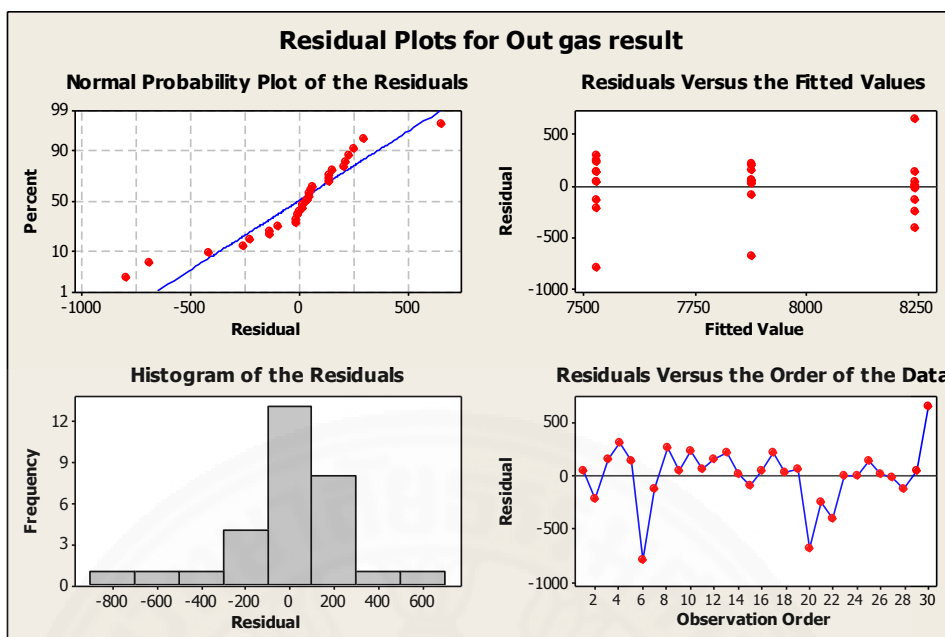 Residual Plots for Out gas result
Normal Probability Plot of the Residuals
99
90
50
10
1
Percent
-1000 -500 0 500
Residual
Residuals Versus the Fitted Values
500
0
-500
-1000
Residual
7500 7750 8000 8250
Fitted Value
Histogram of the Residuals
12
9
6
3
0
Frequency
-800 -600 -400 -200 0 200 400 600
Residual
Residuals Versus the Order of the Data
500
0
-500
-1000
Residual
2 4 6 8 10 12 14 16 18 20 22 24 26 28 30
Observation Order